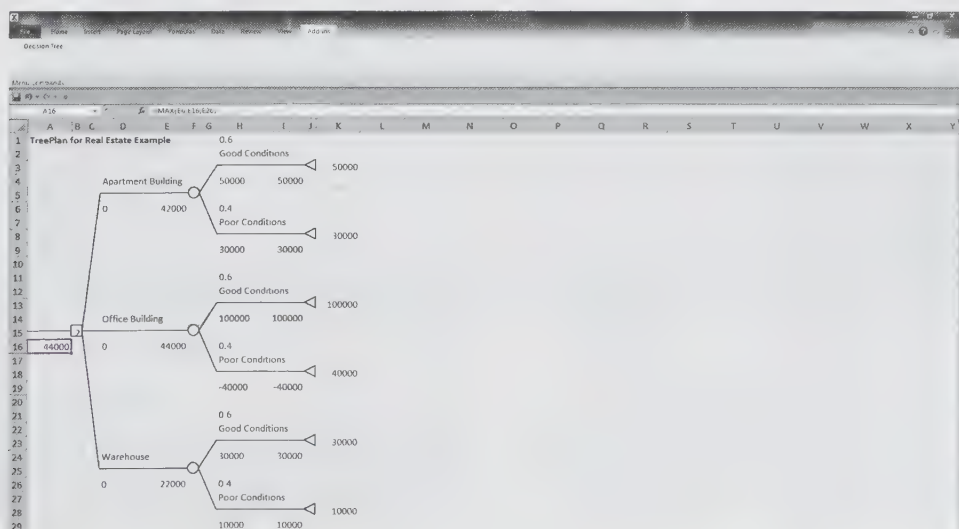 File Home Insert Page Layout Formulas Data Review View Add-Ins
Decision Tree
Menu Commands
A16 fx
A B C D E F G H I J K L M N O P Q R S T U V W X Y
1 TreePlan for Real Estate Example 0.6
2 Good Conditions
3 50000
4 Apartment Building 50000 50000
5
6 0 42000 0.4
7 Poor Conditions
8 30000
9 30000 30000
10
11 0.6
12 Good Conditions
13 100000
14 Office Building 100000 100000
15 2
16 44000 0 44000 0.4
17 Poor Conditions
18 40000
19 -40000 -40000
20
21 0 6
22 Good Conditions
23 30000
24 Warehouse 30000 30000
25
26 0 22000 0 4
27 Poor Conditions
28 10000
29 10000 10000